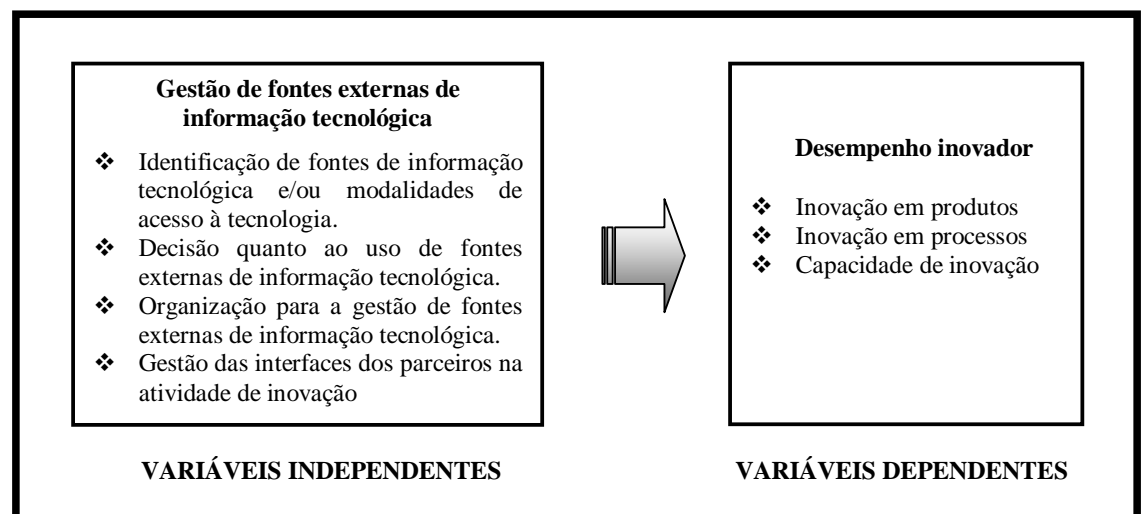 Gestão de fontes externas de
informação tecnológica
❖ Identificação de fontes de informação
tecnológica e/ou modalidades de
acesso à tecnologia.
❖ Decisão quanto ao uso de fontes
externas de informação tecnológica.
❖ Organização para a gestão de fontes
externas de informação tecnológica.
❖ Gestão das interfaces dos parceiros na
atividade de inovação
VARIÁVEIS INDEPENDENTES
Desempenho inovador
❖ Inovação em produtos
❖ Inovação em processos
❖ Capacidade de inovação
VARIÁVEIS DEPENDENTES